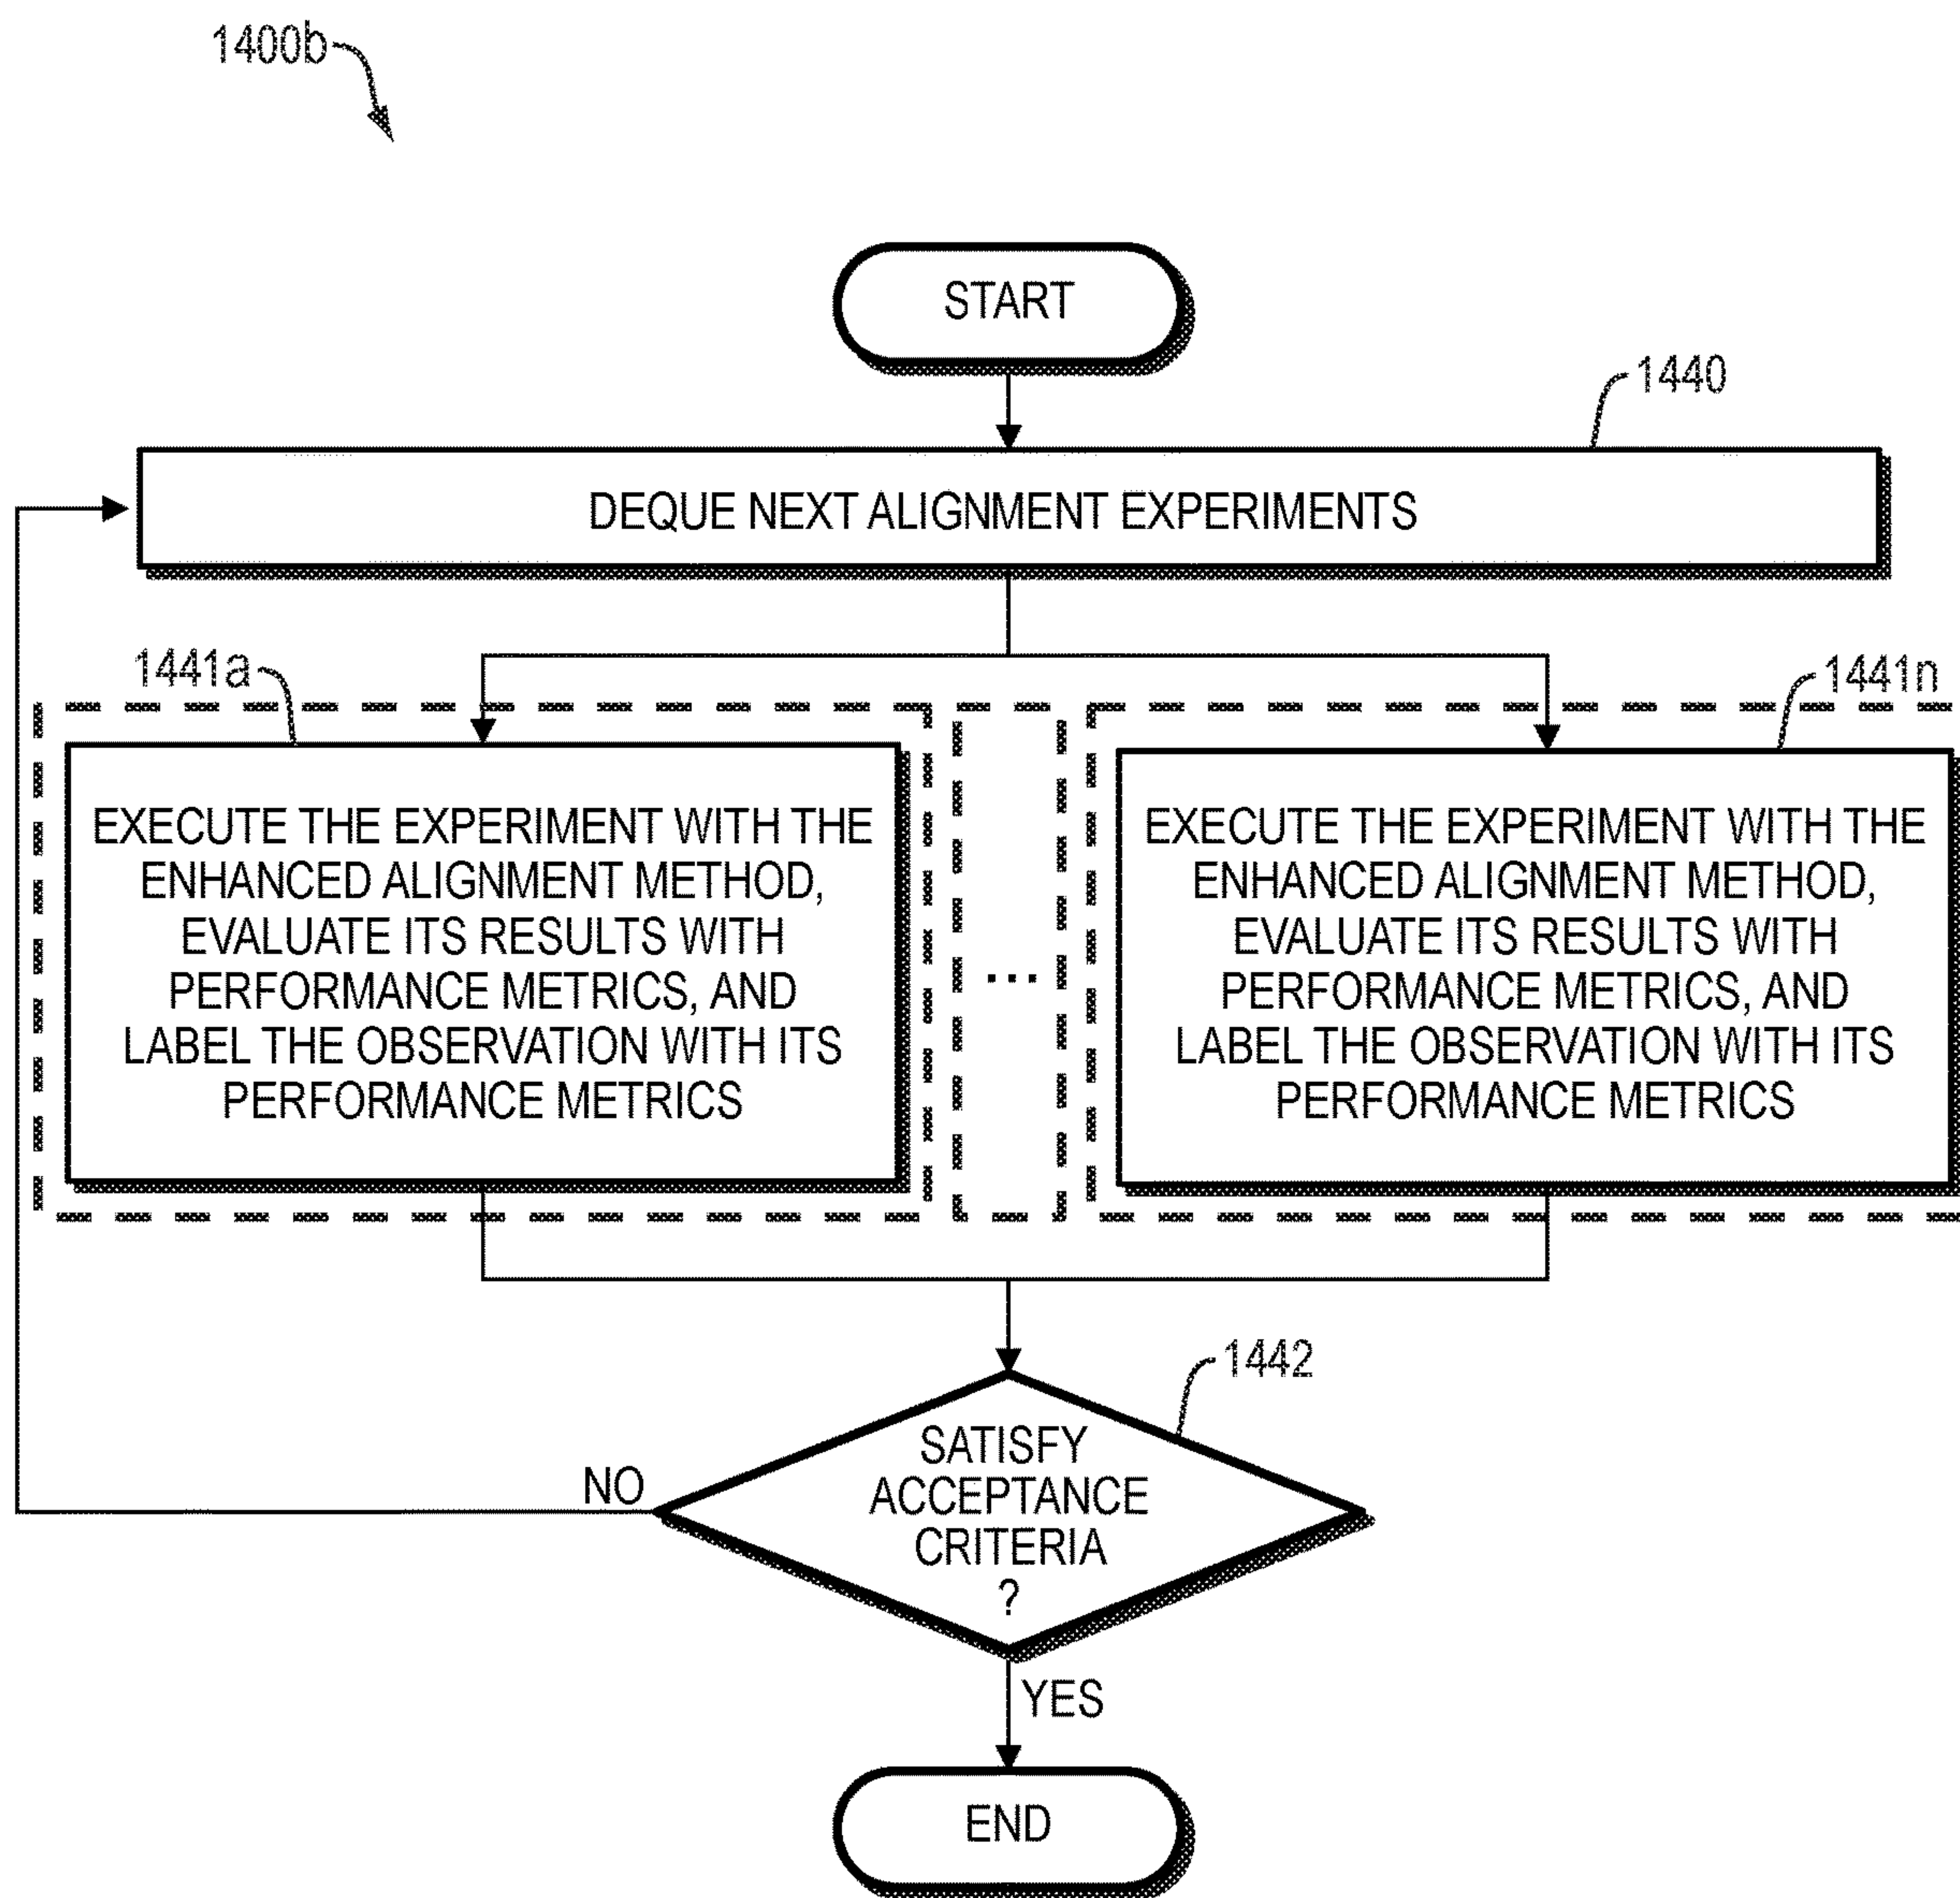 1400b
START
1440
DEQUE NEXT ALIGNMENT EXPERIMENTS
1441a
1441n
EXECUTE THE EXPERIMENT WITH THE
ENHANCED ALIGNMENT METHOD,
EVALUATE ITS RESULTS WITH
PERFORMANCE METRICS, AND
LABEL THE OBSERVATION WITH ITS
PERFORMANCE METRICS
...
EXECUTE THE EXPERIMENT WITH THE
ENHANCED ALIGNMENT METHOD,
EVALUATE ITS RESULTS WITH
PERFORMANCE METRICS, AND
LABEL THE OBSERVATION WITH ITS
PERFORMANCE METRICS
1442
SATISFY
ACCEPTANCE
CRITERIA
?
NO
YES
END